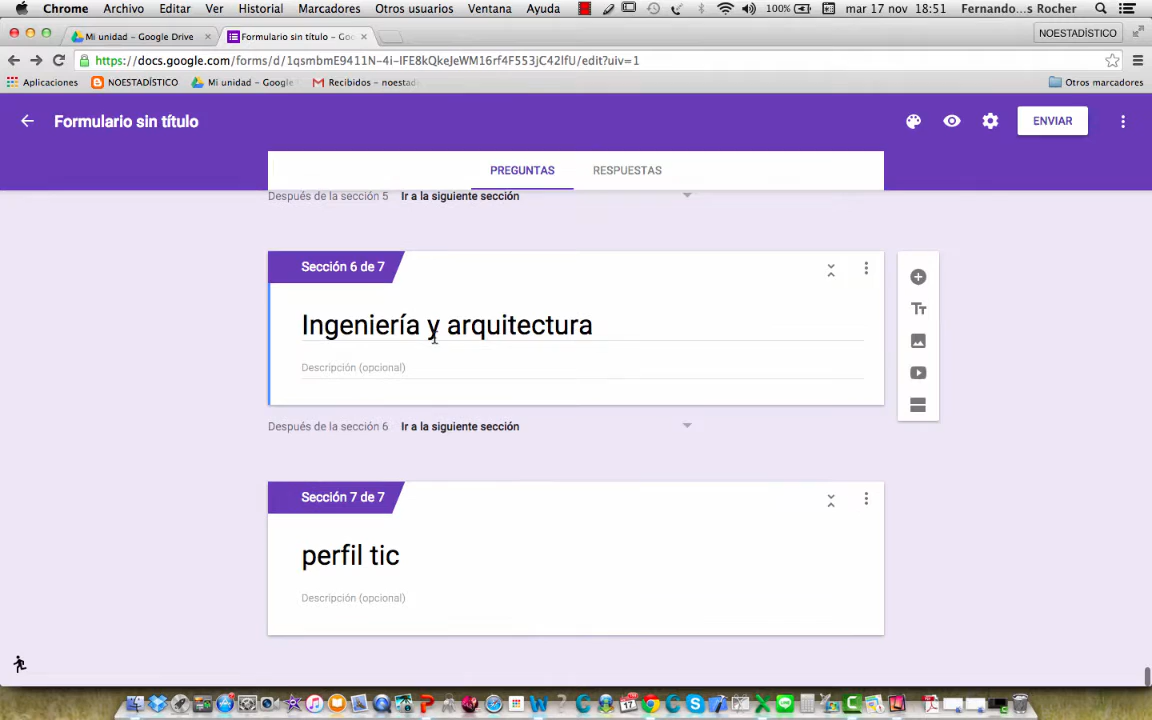 Chrome Archivo Editar Ver Historial Marcadores Otros usuarios Ventana Ayuda 100% mar 17 nov 18:51 Fernando...s Rocher
Mi unidad – Google Drive Formulario sin título – Goo NOESTADÍSTICO
https://docs.google.com/forms/d/1qsmbmE9411N-4i-IFE8kQkeJeWM16rf4F553jC42IfU/edit?uiv=1
Aplicaciones NOESTADÍSTICO Mi unidad – Google Recibidos – noestad Otros marcadores
Formulario sin título ENVIAR
PREGUNTAS RESPUESTAS
Después de la sección 5 Ir a la siguiente sección
Sección 6 de 7
Ingeniería y arquitectura
Descripción (opcional)
Después de la sección 6 Ir a la siguiente sección
Sección 7 de 7
perfil tic
Descripción (opcional)